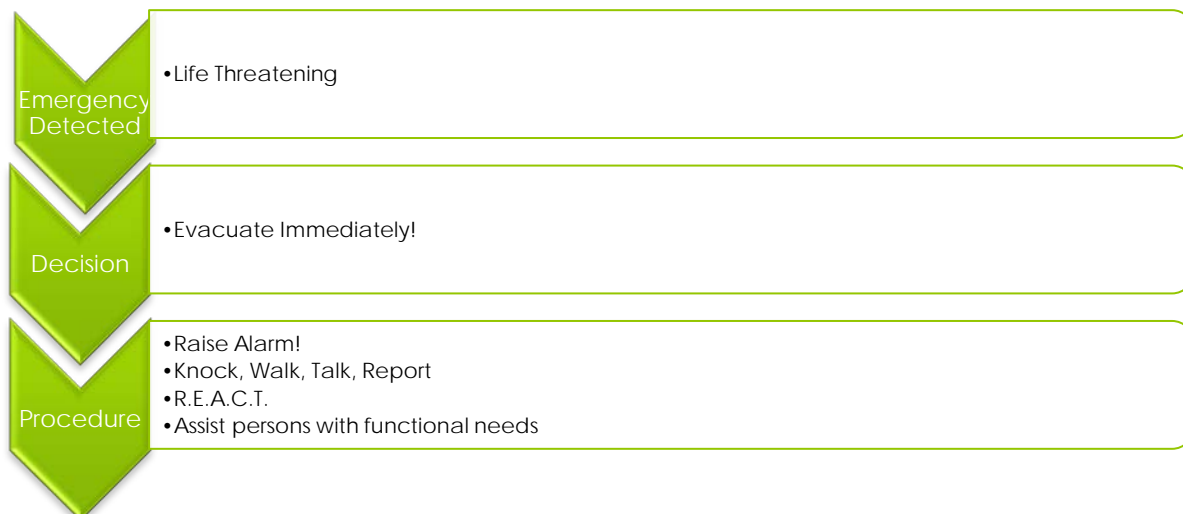 Emergency
Detected
•Life Threatening
Decision
•Evacuate Immediately!
Procedure
•Raise Alarm!
•Knock, Walk, Talk, Report
•R.E.A.C.T.
•Assist persons with functional needs